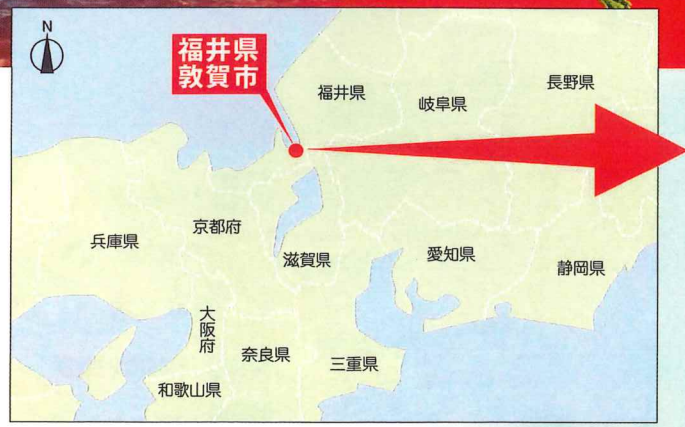 N
福井県
敦賀市
福井県
岐阜県
長野県
兵庫県
京都府
滋賀県
愛知県
静岡県
大阪府
奈良県
三重県
和歌山県